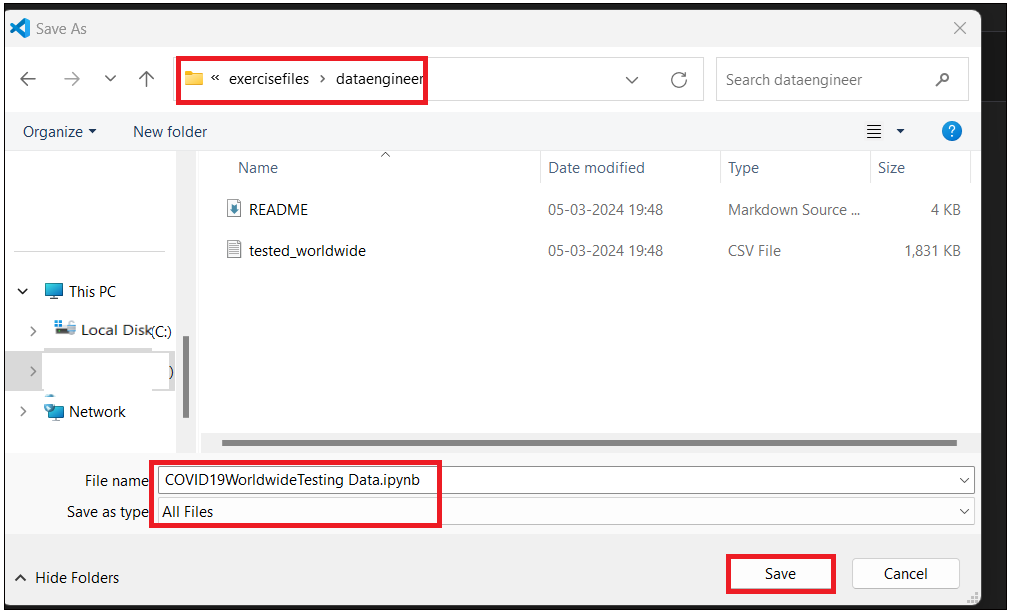 Save As
« exercisefiles › dataengineer
Search dataengineer
Organize New folder ?
Name Date modified Type Size
README 05-03-2024 19:48 Markdown Source ... 4 KB
tested_worldwide 05-03-2024 19:48 CSV File 1,831 KB
This PC
Local Disk (C:)
)
Network
File name COVID19WorldwideTesting Data.ipynb
Save as type All Files
Hide Folders Save Cancel